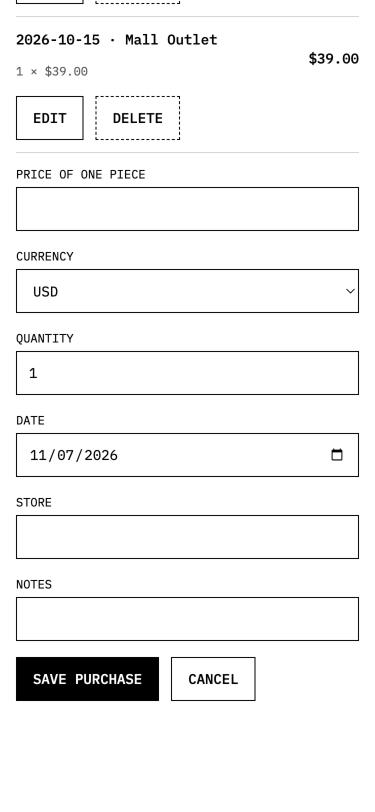 2026-10-15 · Mall Outlet
$39.00
1 × $39.00
EDIT
DELETE
PRICE OF ONE PIECE
CURRENCY
USD
QUANTITY
1
DATE
11/07/2026
STORE
NOTES
SAVE PURCHASE
CANCEL